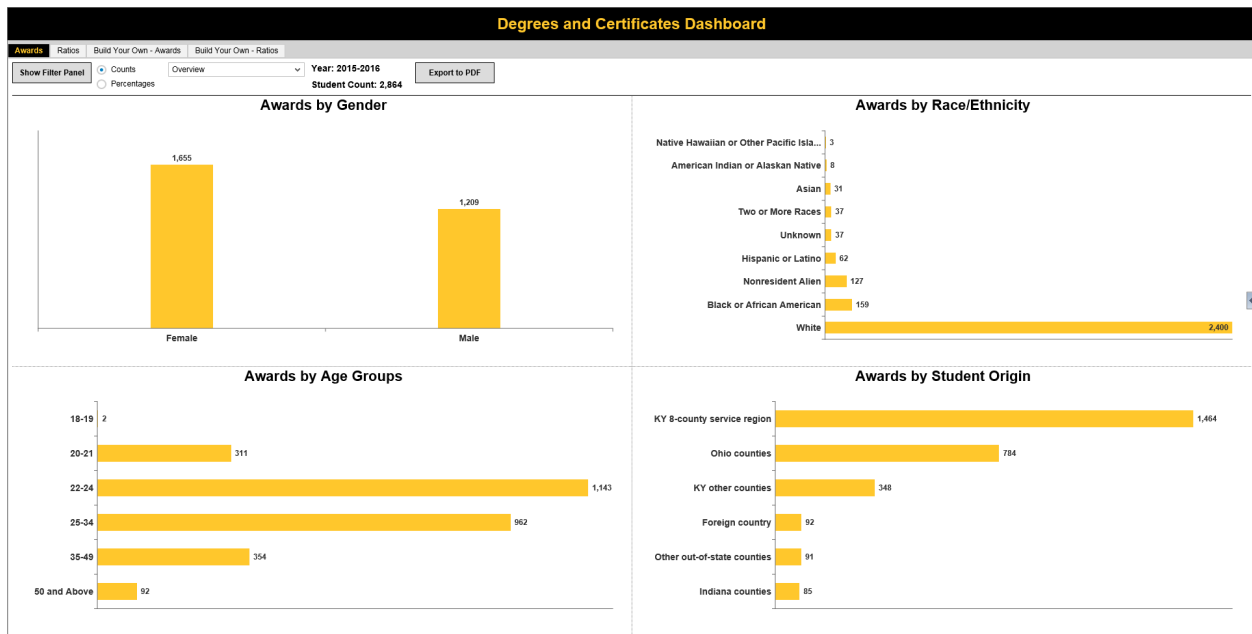 Degrees and Certificates Dashboard
Awards Ratios Build Your Own - Awards Build Your Own - Ratios
Show Filter Panel
Counts
Percentages
Overview
Year: 2015-2016
Student Count: 2,864
Export to PDF
Awards by Gender
1,655
1,209
Female Male
Awards by Race/Ethnicity
Native Hawaiian or Other Pacific Isla... 3
American Indian or Alaskan Native 8
Asian 31
Two or More Races 37
Unknown 37
Hispanic or Latino 62
Nonresident Alien 127
Black or African American 159
White 2,400
Awards by Age Groups
18-19 2
20-21 311
22-24 1,143
25-34 962
35-49 354
50 and Above 92
Awards by Student Origin
KY 8-county service region 1,464
Ohio counties 784
KY other counties 348
Foreign country 92
Other out-of-state counties 91
Indiana counties 85